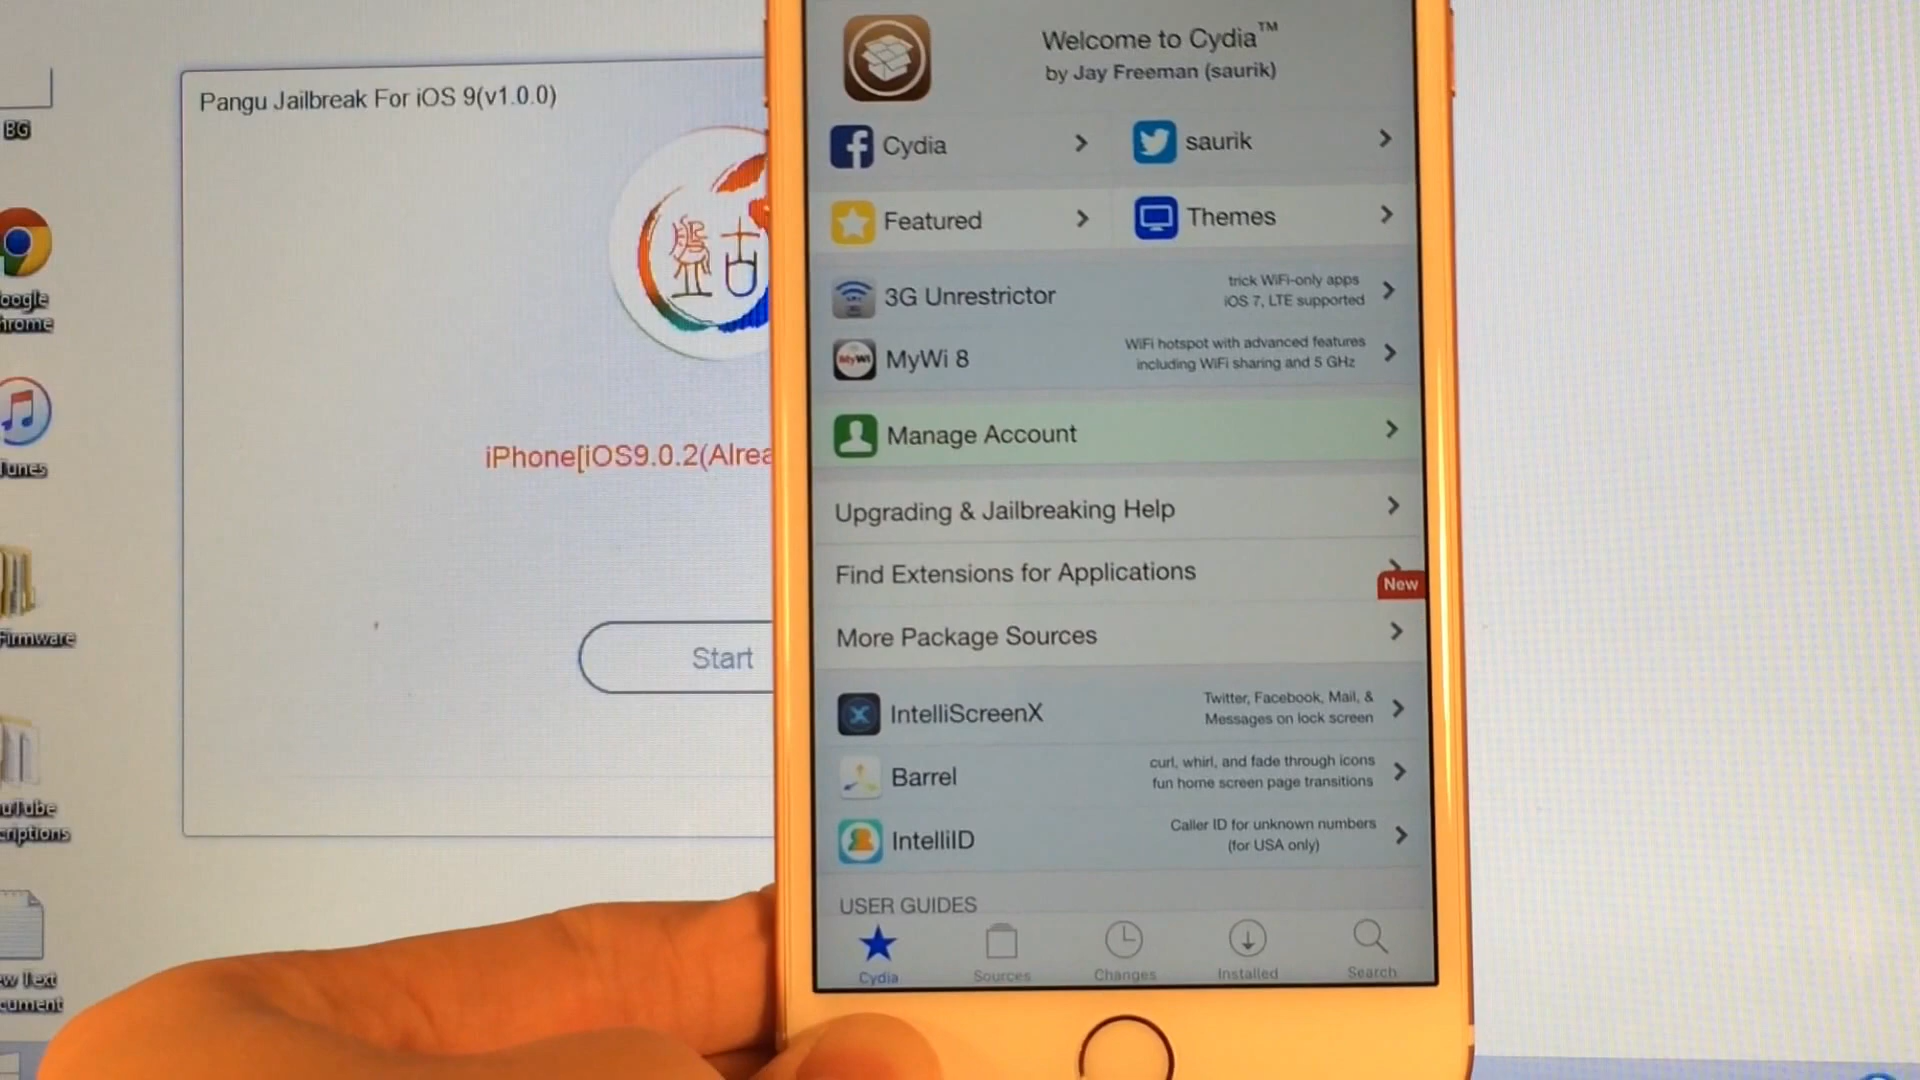 BG
oogle
hrome
Tunes
Firmware
uTube
criptions
ew Text
cument
Pangu Jailbreak For iOS 9(v1.0.0)
盤古
iPhone[iOS9.0.2(Alrea
Start
Welcome to Cydia™
by Jay Freeman (saurik)
Cydia
saurik
Featured
Themes
3G Unrestrictor
trick WiFi-only apps
iOS 7, LTE supported
MyWi
MyWi 8
WiFi hotspot with advanced features
including WiFi sharing and 5 GHz
Manage Account
Upgrading & Jailbreaking Help
Find Extensions for Applications
New
More Package Sources
IntelliScreenX
Twitter, Facebook, Mail, &
Messages on lock screen
Barrel
curl, whirl, and fade through icons
fun home screen page transitions
IntelliID
Caller ID for unknown numbers
(for USA only)
USER GUIDES
Cydia
Sources
Changes
Installed
Search